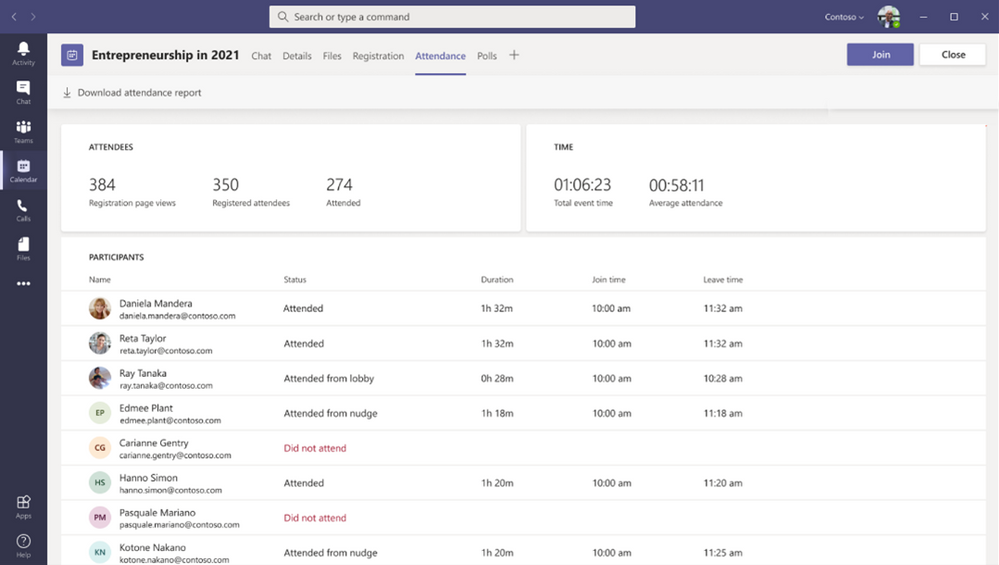 Search or type a command
Contoso
Entrepreneurship in 2021
Chat
Details
Files
Registration
Attendance
Polls
Join
Close
Activity
Chat
Teams
Calendar
Calls
Files
Apps
Help
Download attendance report
ATTENDEES
384
Registration page views
350
Registered attendees
274
Attended
TIME
01:06:23
Total event time
00:58:11
Average attendance
PARTICIPANTS
Name Status Duration Join time Leave time
Daniela Mandera
daniela.mandera@contoso.com
Attended 1h 32m 10:00 am 11:32 am
Reta Taylor
reta.taylor@contoso.com
Attended 1h 32m 10:00 am 11:32 am
Ray Tanaka
ray.tanaka@contoso.com
Attended from lobby 0h 28m 10:00 am 10:28 am
EP
Edmee Plant
edmee.plant@contoso.com
Attended from nudge 1h 18m 10:00 am 11:18 am
CG
Carianne Gentry
carianne.gentry@contoso.com
Did not attend
HS
Hanno Simon
hanno.simon@contoso.com
Attended 1h 20m 10:00 am 11:20 am
PM
Pasquale Mariano
pasquale.mariano@contoso.com
Did not attend
KN
Kotone Nakano
kotone.nakano@contoso.com
Attended from nudge 1h 20m 10:00 am 11:25 am